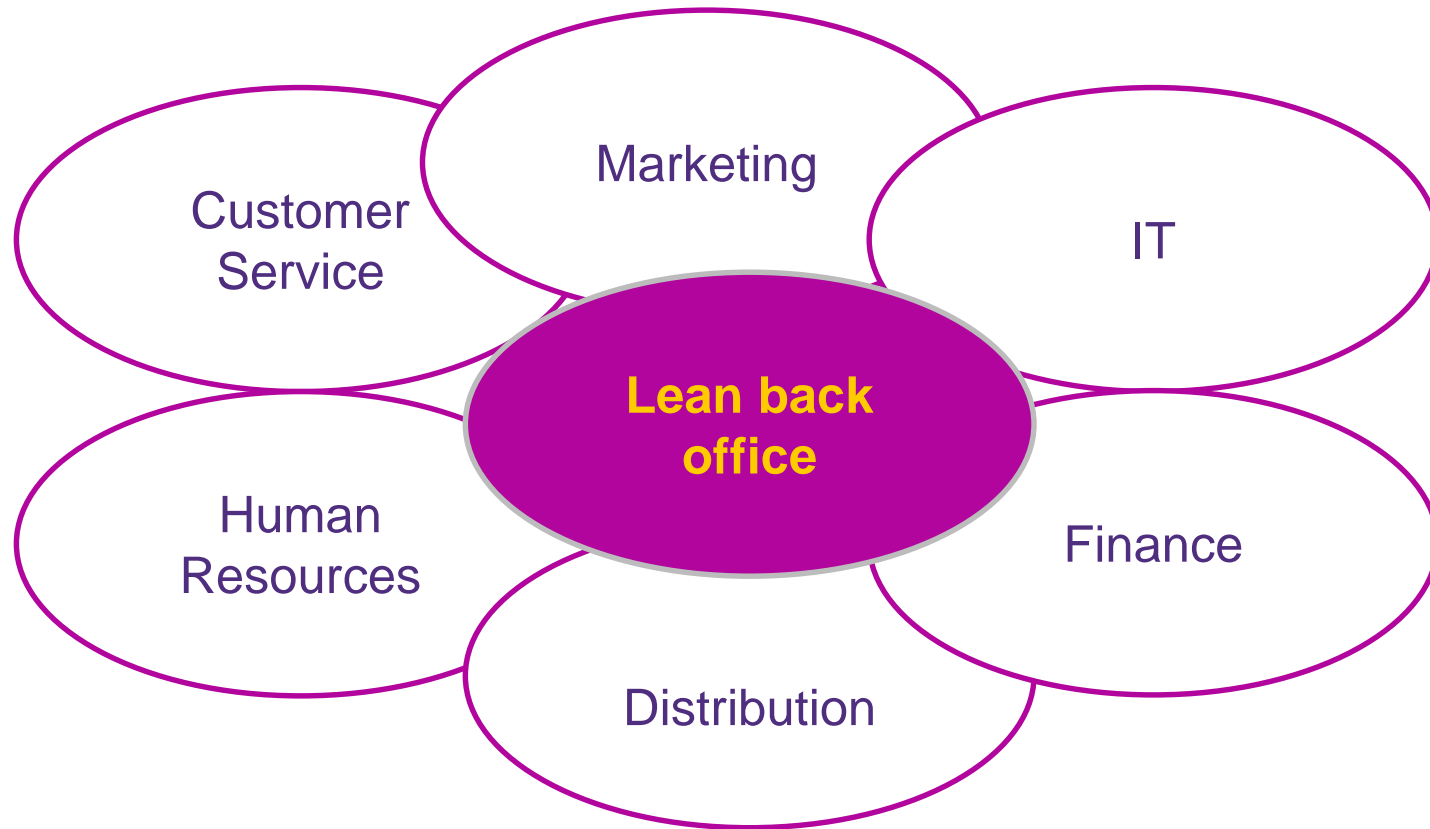 Marketing
Customer
Service
IT
Lean back
office
Human
Resources
Finance
Distribution